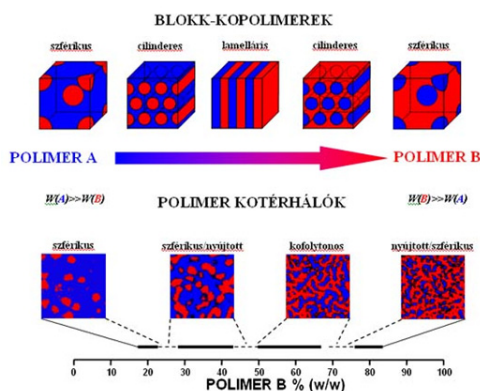 BLOKK-KOPOLIMEREK
szférikus cilinderes lamelláris cilinderes szférikus
POLIMER A POLIMER B
W(A)>>W(B) POLIMER KOTÉRHÁLÓK W(B)>>W(A)
szférikus szférikus/nyújtott kofolytonos nyújtott/szférikus
0 10 20 30 40 50 60 70 80 90 100
POLIMER B % (w/w)